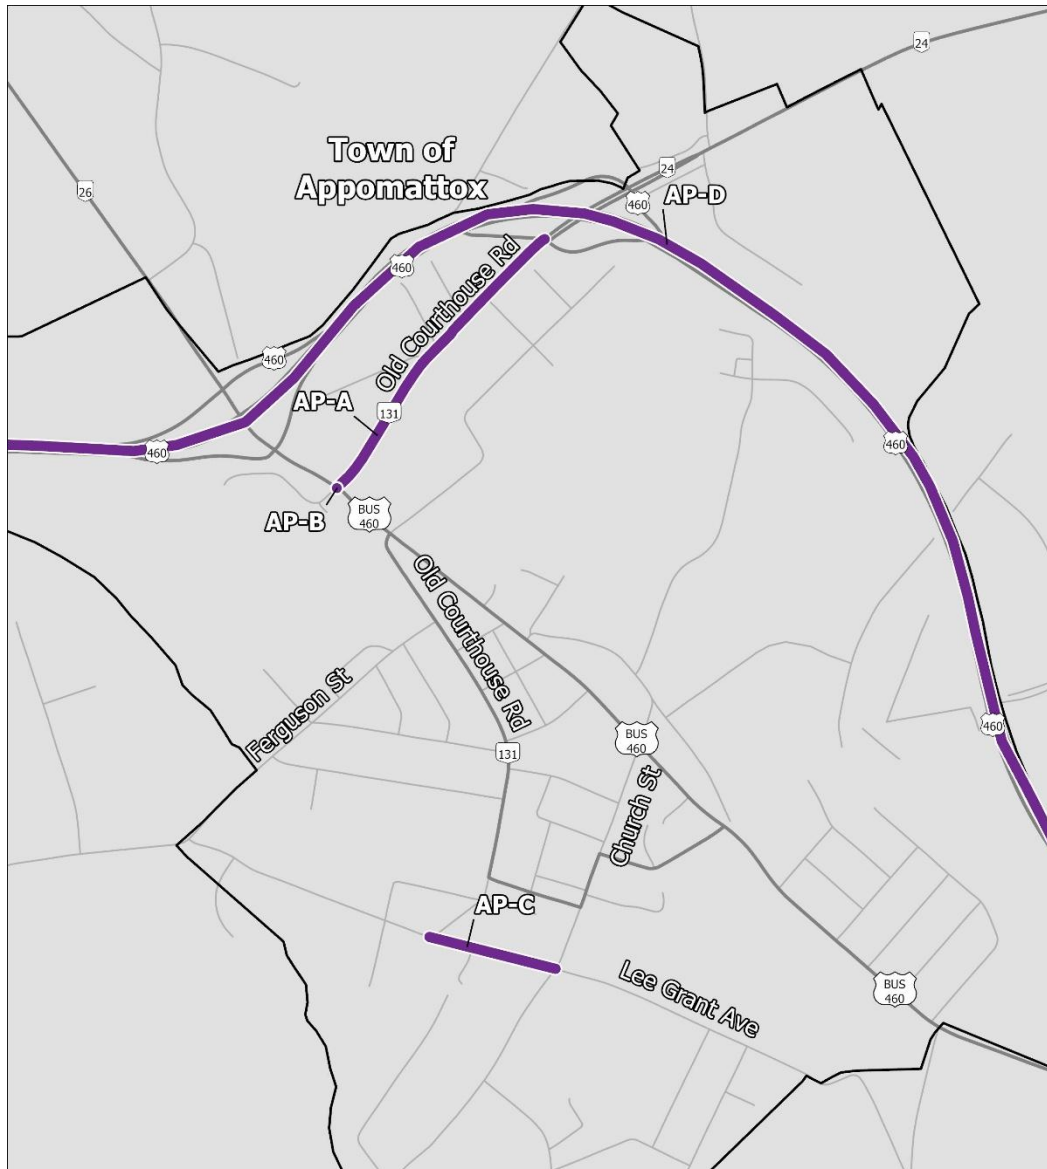 24
Town of
Appomattox
26
24
460
AP-D
460
Old Courthouse Rd
460
AP-A
131
460
460
AP-B
BUS
460
Old Courthouse Rd
Ferguson St
460
BUS
460
131
Church St
AP-C
Lee Grant Ave
BUS
460